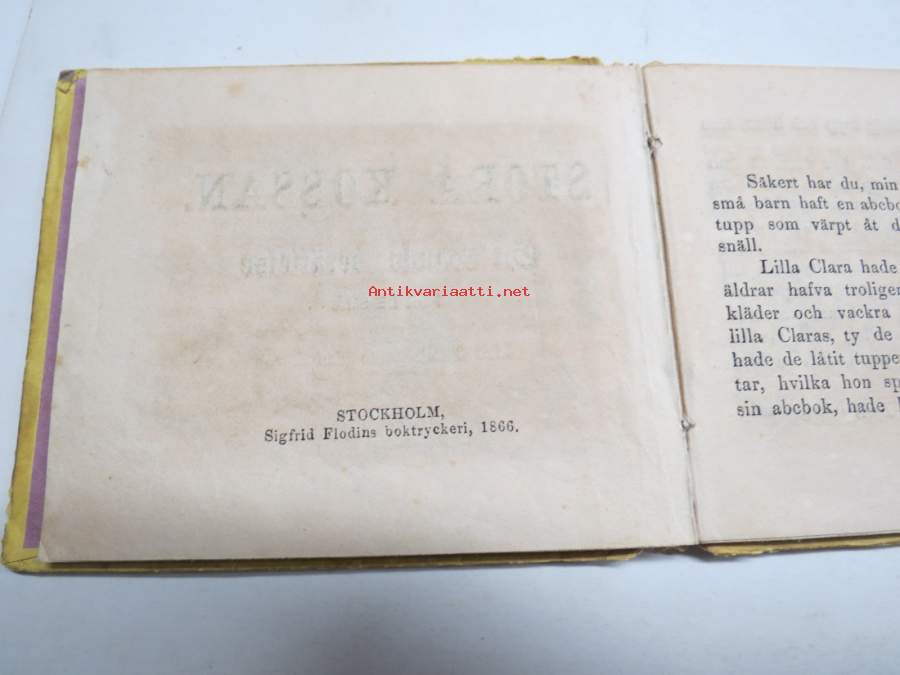 Antikvariaatti.net
STOCKHOLM,
Sigfrid Flodins boktryckeri, 1866.
Säkert har du, min
små barn haft en abcbo
tupp som värpt åt d
snäll.
Lilla Clara hade
äldrar hafva troligen
kläder och vackra
lilla Claras, ty de
hade de låtit tuppe
tar, hvilka hon sp
sin abcbok, hade